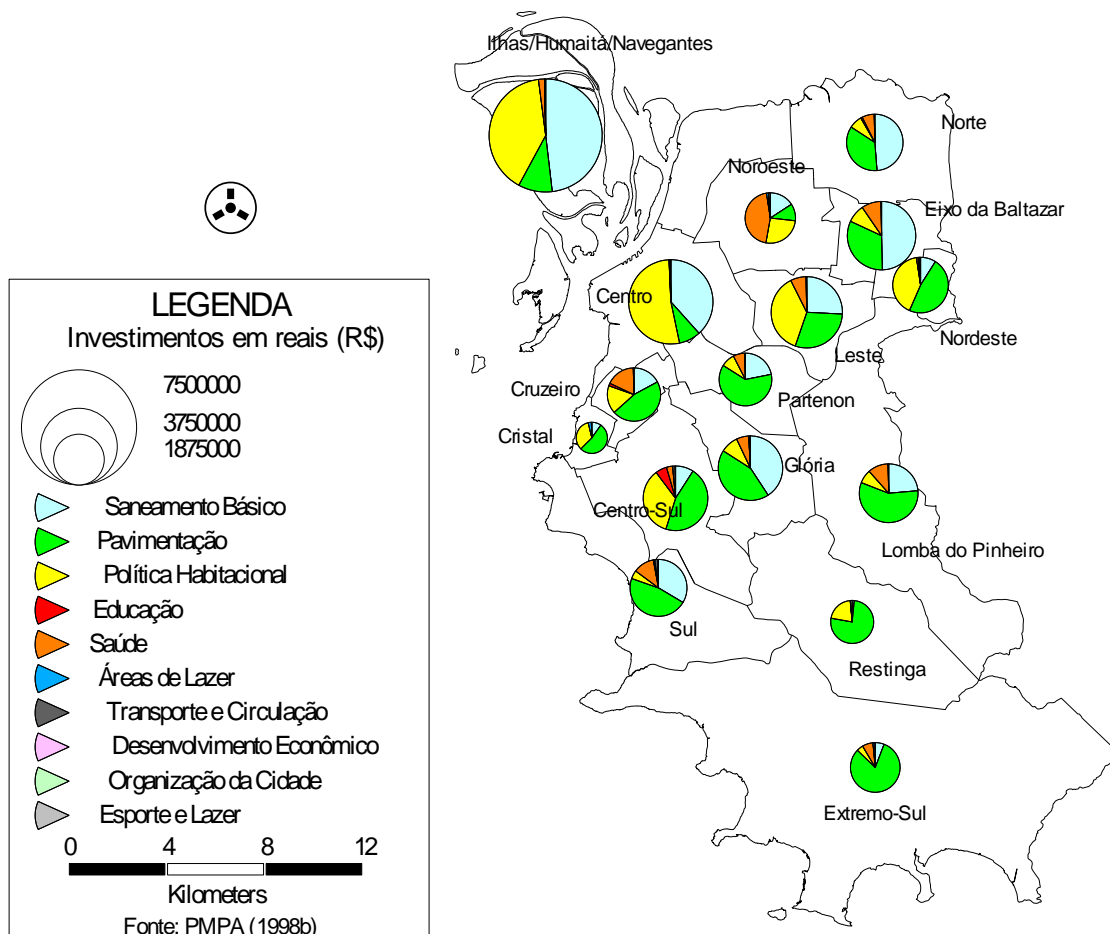 Ilhas/Humaitá/Navegantes
Norte
Noroeste
Eixo da Baltazar
Centro
Nordeste
Leste
Cruzeiro
Partenon
Cristal
Glória
Centro-Sul
Lomba do Pinheiro
Sul
Restinga
Extremo-Sul
LEGENDA
Investimentos em reais (R$)
7500000
3750000
1875000
Saneamento Básico
Pavimentação
Política Habitacional
Educação
Saúde
Áreas de Lazer
Transporte e Circulação
Desenvolvimento Econômico
Organização da Cidade
Esporte e Lazer
0 4 8 12
Kilometers
Fonte: PMPA (1998b)